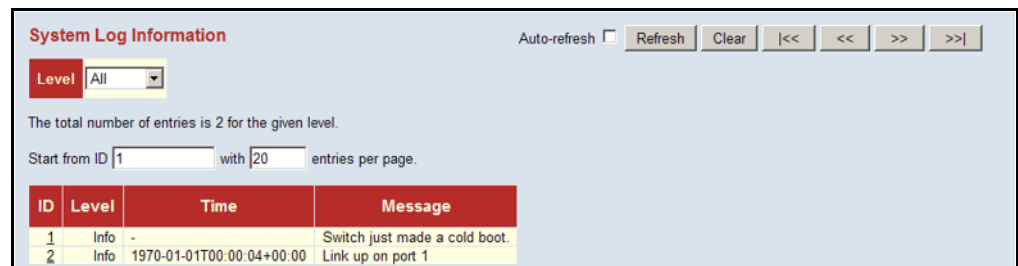 System Log Information
Auto-refresh Refresh Clear |<< << >> >>|
Level All
The total number of entries is 2 for the given level.
Start from ID 1 with 20 entries per page.
ID Level Time Message
1 Info - Switch just made a cold boot.
2 Info 1970-01-01T00:00:04+00:00 Link up on port 1